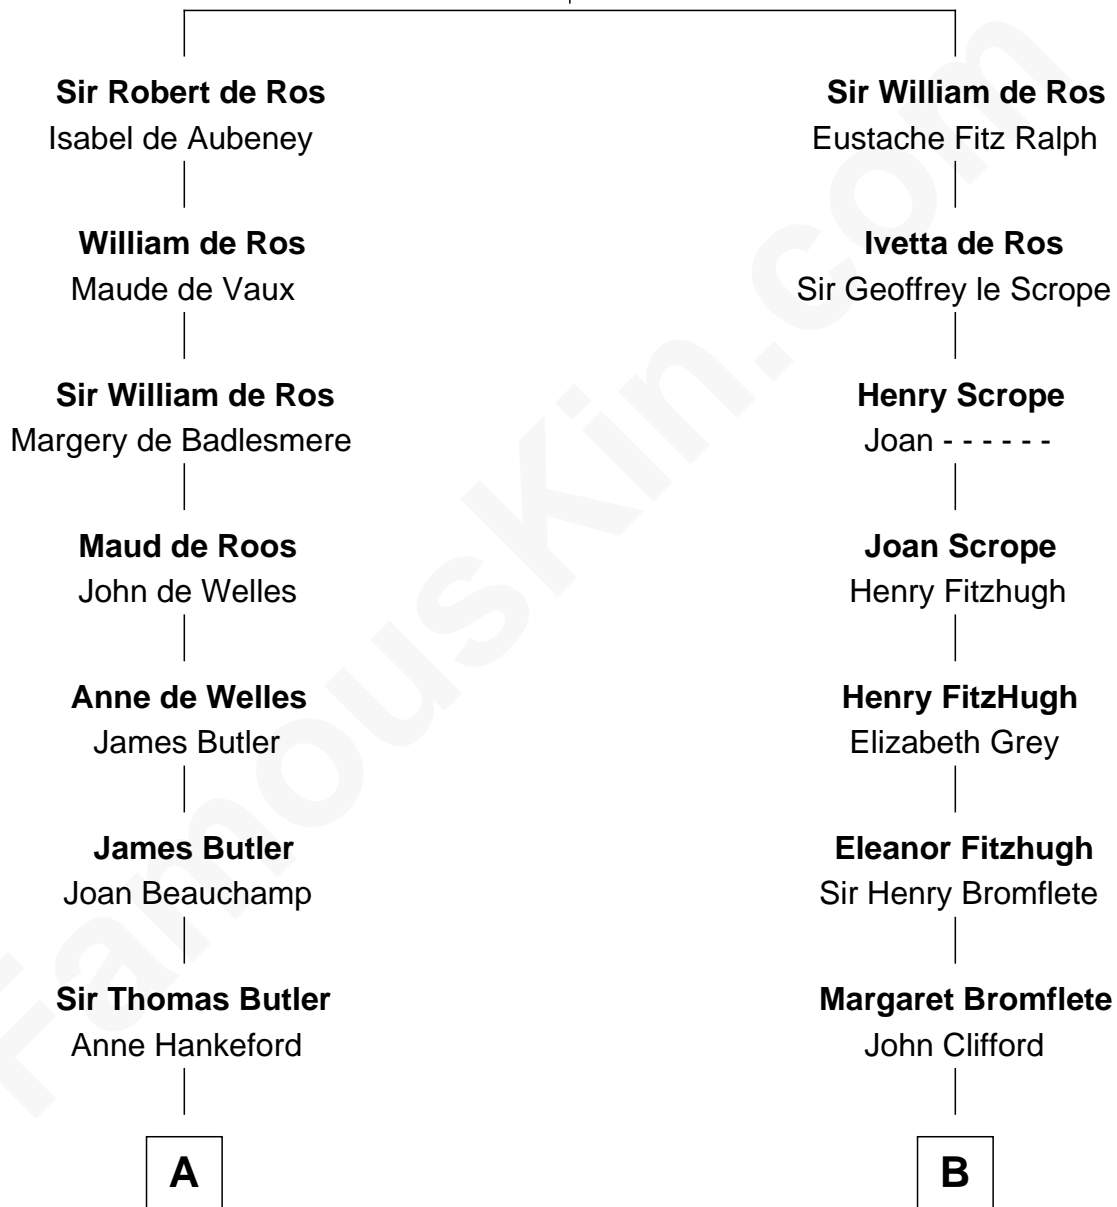 Sir Robert de Ros
Isabel de Aubeney
William de Ros
Maude de Vaux
Sir William de Ros
Margery de Badlesmere
Maud de Roos
John de Welles
Anne de Welles
James Butler
James Butler
Joan Beauchamp
Sir Thomas Butler
Anne Hankeford
A
Sir William de Ros
Eustache Fitz Ralph
Ivetta de Ros
Sir Geoffrey le Scrope
Henry Scrope
Joan - - - - - -
Joan Scrope
Henry Fitzhugh
Henry FitzHugh
Elizabeth Grey
Eleanor Fitzhugh
Sir Henry Bromflete
Margaret Bromflete
John Clifford
B
FamousKin.com